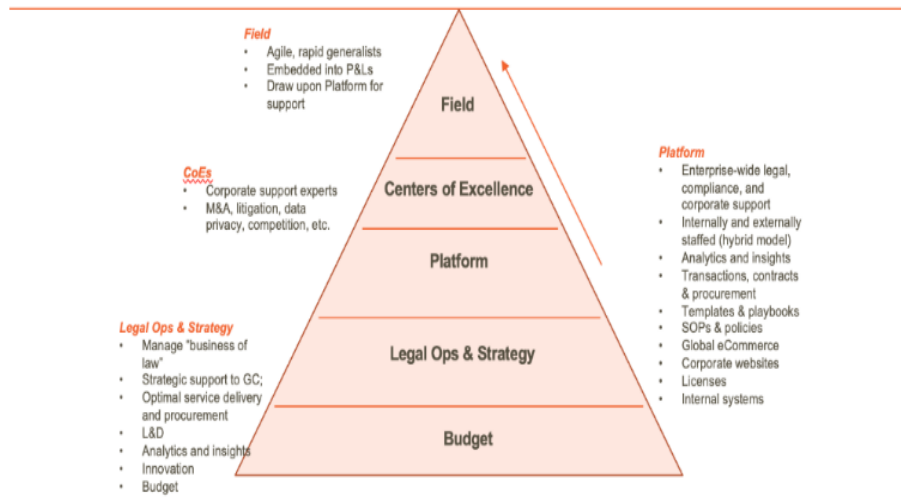 Field
• Agile, rapid generalists
• Embedded into P&Ls
• Draw upon Platform for
support
CoEs
• Corporate support experts
• M&A, litigation, data
privacy, competition, etc.
Legal Ops & Strategy
• Manage "business of
law"
• Strategic support to GC;
• Optimal service delivery
and procurement
• L&D
• Analytics and insights
• Innovation
• Budget
Field
Centers of Excellence
Platform
Legal Ops & Strategy
Budget
Platform
• Enterprise-wide legal,
compliance, and
corporate support
• Internally and externally
staffed (hybrid model)
• Analytics and insights
• Transactions, contracts
& procurement
• Templates & playbooks
• SOPs & policies
• Global eCommerce
• Corporate websites
• Licenses
• Internal systems